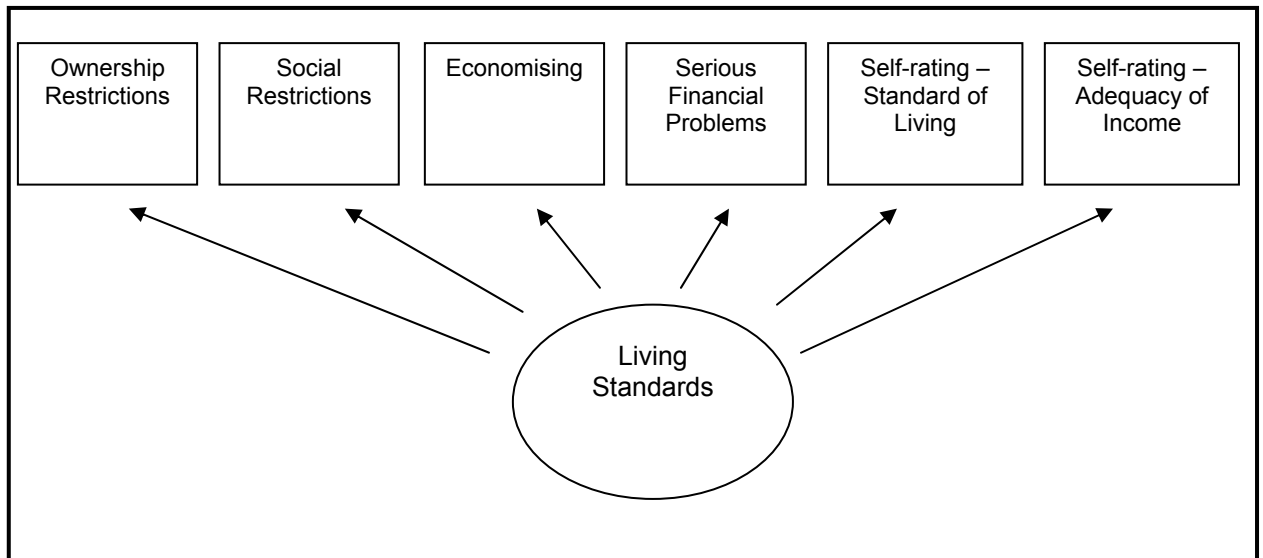 Ownership
Restrictions
Social
Restrictions
Economising
Serious
Financial
Problems
Self-rating –
Standard of
Living
Self-rating –
Adequacy of
Income
Living
Standards